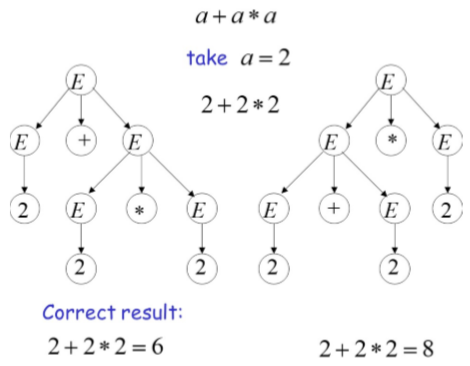 a + a * a
take a = 2
2 + 2 * 2
E E
E + E E * E
2 E * E E + E 2
2 2 2 2
Correct result:
2 + 2 * 2 = 6 2 + 2 * 2 = 8